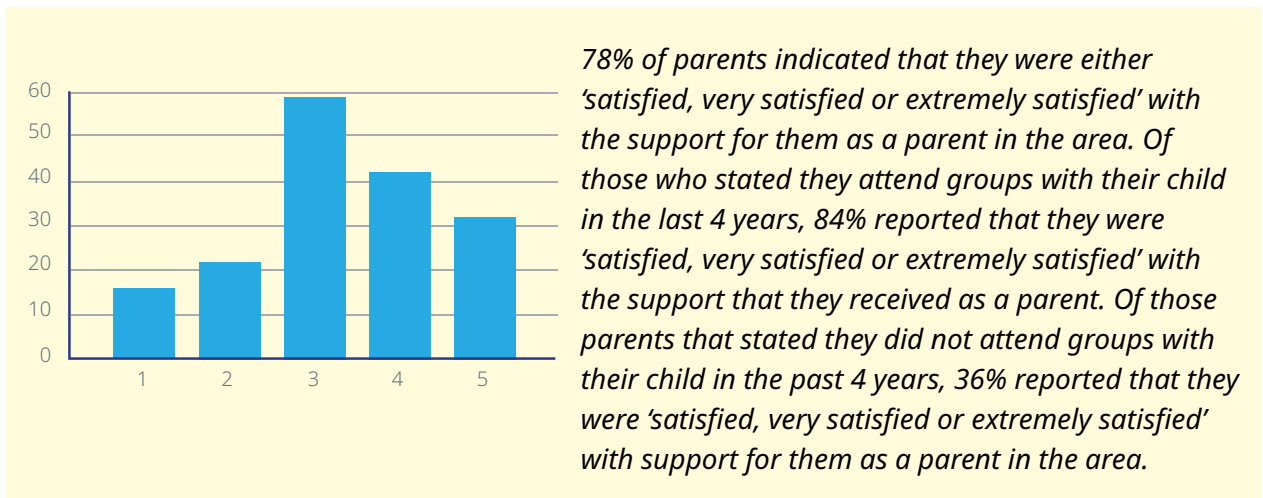 60
50
40
30
20
10
0
1 2 3 4 5
78% of parents indicated that they were either
‘satisfied, very satisfied or extremely satisfied’ with
the support for them as a parent in the area. Of
those who stated they attend groups with their child
in the last 4 years, 84% reported that they were
‘satisfied, very satisfied or extremely satisfied’ with
the support that they received as a parent. Of those
parents that stated they did not attend groups with
their child in the past 4 years, 36% reported that they
were ‘satisfied, very satisfied or extremely satisfied’
with support for them as a parent in the area.